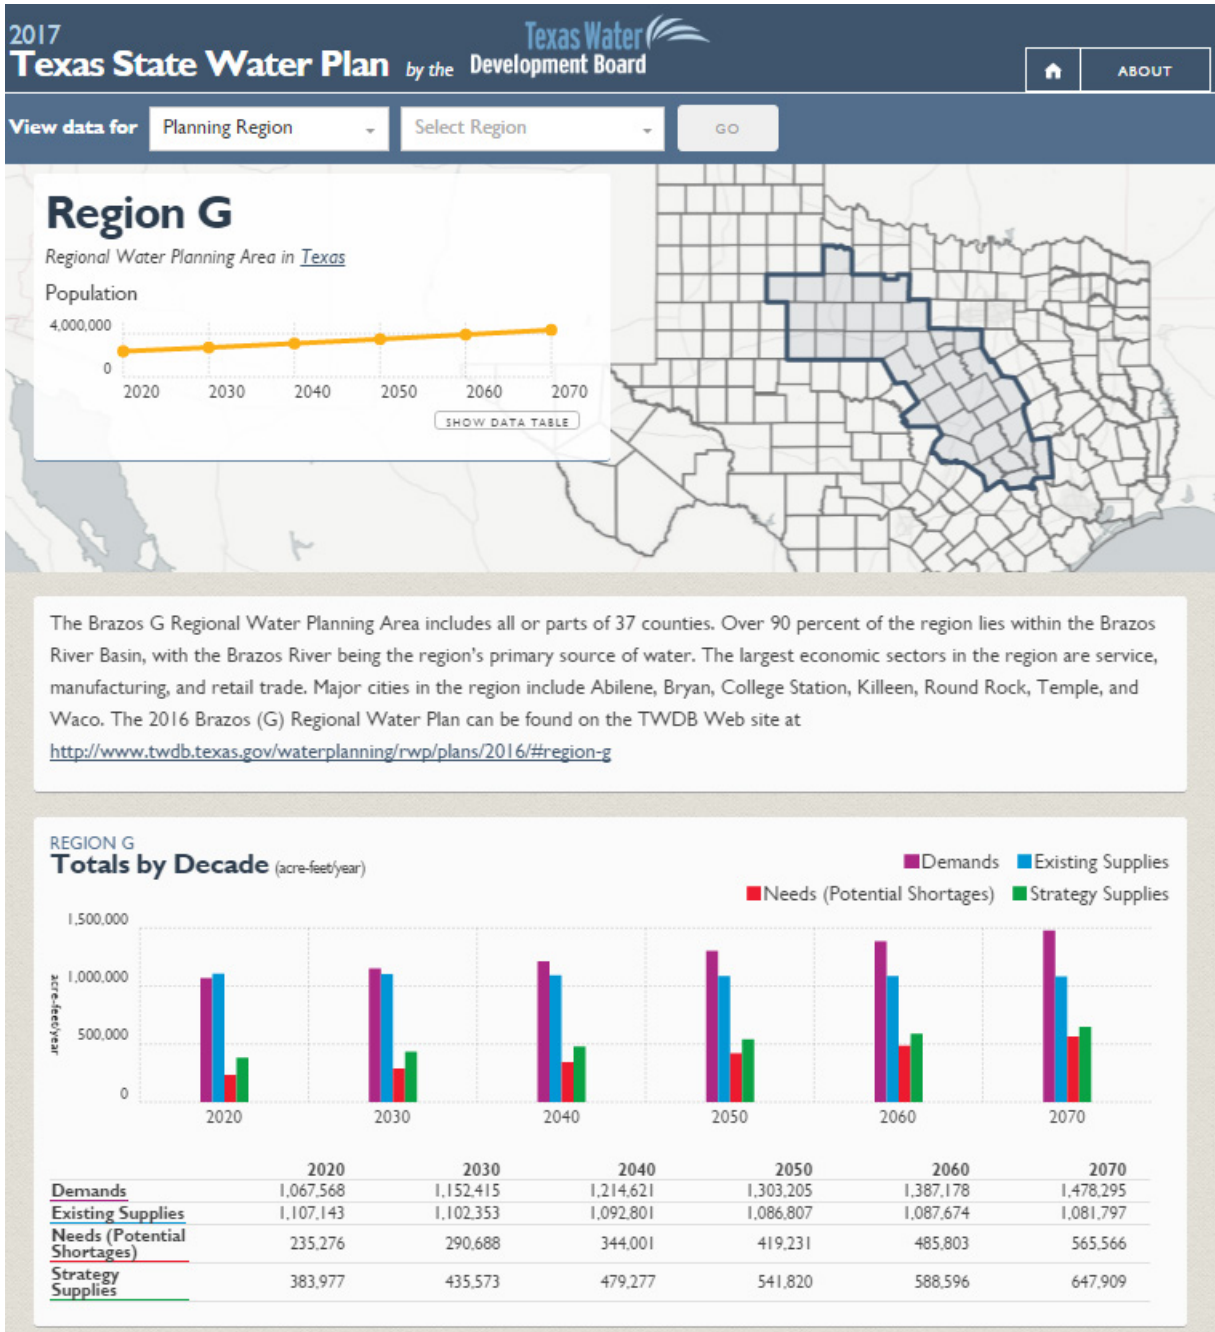 2017
Texas State Water Plan by the Texas Water Development Board
ABOUT
View data for Planning Region Select Region GO
Region G
Regional Water Planning Area in Texas
Population
4,000,000
0
2020 2030 2040 2050 2060 2070
SHOW DATA TABLE
The Brazos G Regional Water Planning Area includes all or parts of 37 counties. Over 90 percent of the region lies within the Brazos
River Basin, with the Brazos River being the region's primary source of water. The largest economic sectors in the region are service,
manufacturing, and retail trade. Major cities in the region include Abilene, Bryan, College Station, Killeen, Round Rock, Temple, and
Waco. The 2016 Brazos (G) Regional Water Plan can be found on the TWDB Web site at
http://www.twdb.texas.gov/waterplanning/rwp/plans/2016/#region-g
REGION G
Totals by Decade (acre-feet/year)
Demands Existing Supplies
Needs (Potential Shortages) Strategy Supplies
1,500,000
1,000,000
500,000
0
acre-feet/year
2020 2030 2040 2050 2060 2070
2020 2030 2040 2050 2060 2070
Demands 1,067,568 1,152,415 1,214,621 1,303,205 1,387,178 1,478,295
Existing Supplies 1,107,143 1,102,353 1,092,801 1,086,807 1,087,674 1,081,797
Needs (Potential
Shortages) 235,276 290,688 344,001 419,231 485,803 565,566
Strategy
Supplies 383,977 435,573 479,277 541,820 588,596 647,909